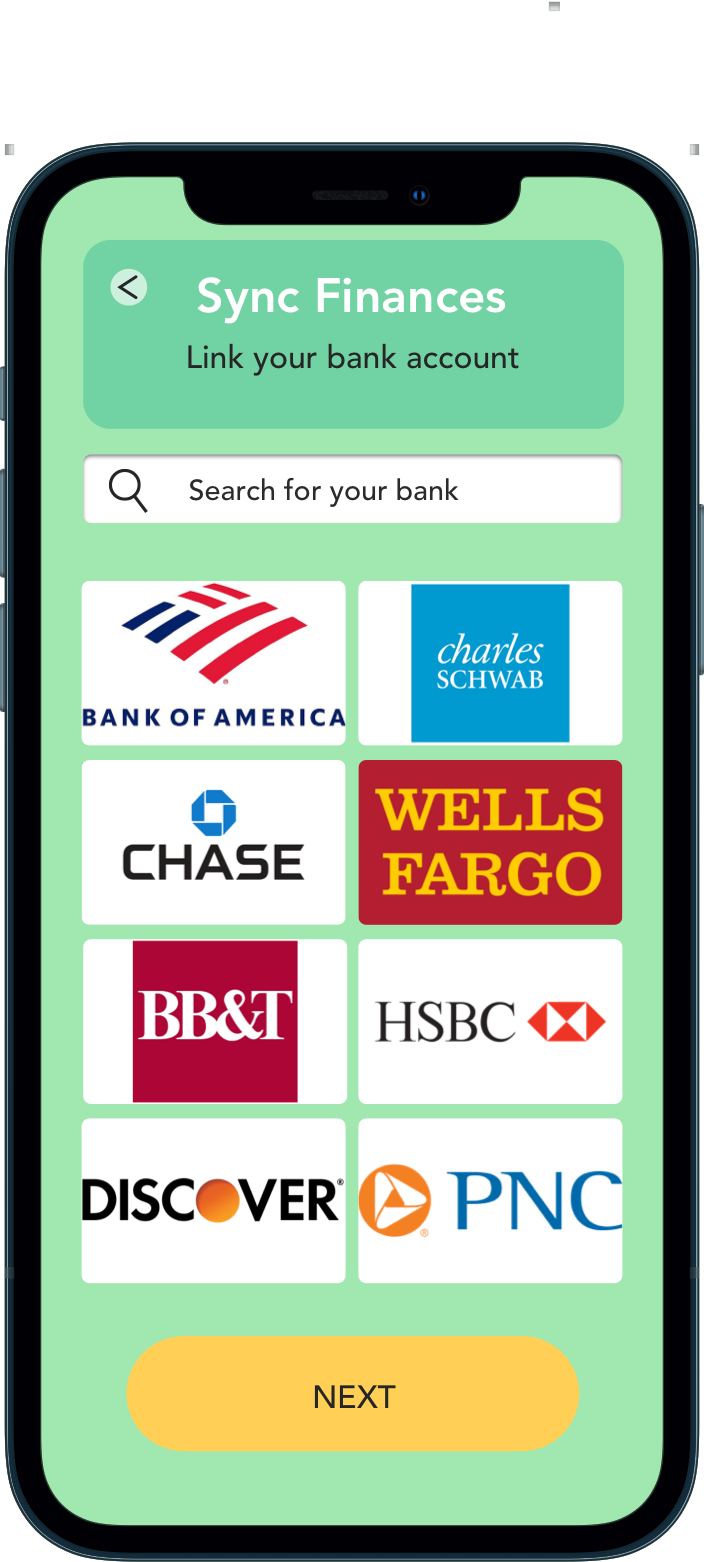 Sync Finances
Link your bank account
Search for your bank
BANK OF AMERICA
charles
SCHWAB
CHASE
WELLS
FARGO
BB&T
HSBC
DISCOVER®
PNC
NEXT